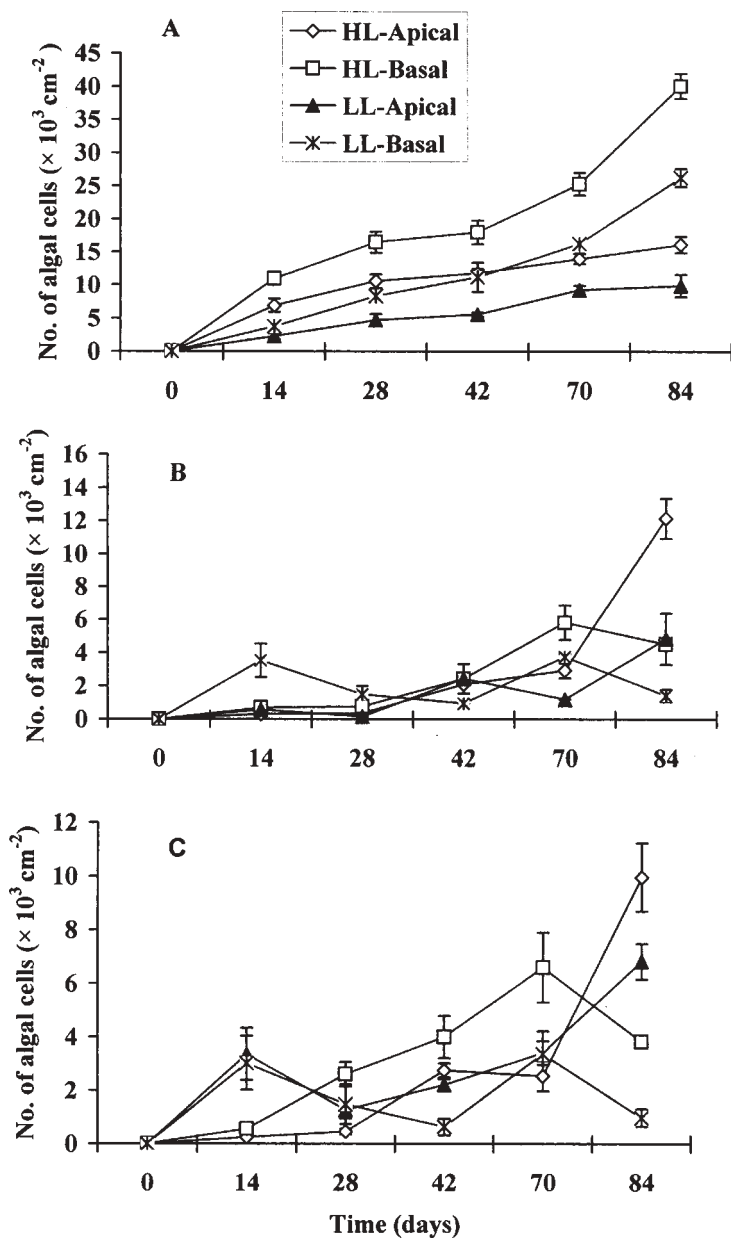 A
HL-Apical
HL-Basal
LL-Apical
LL-Basal
No. of algal cells (× 10³ cm⁻²)
45
40
35
30
25
20
15
10
5
0
0 14 28 42 70 84
B
No. of algal cells (× 10³ cm⁻²)
16
14
12
10
8
6
4
2
0
0 14 28 42 70 84
C
No. of algal cells (× 10³ cm⁻²)
12
10
8
6
4
2
0
0 14 28 42 70 84
Time (days)